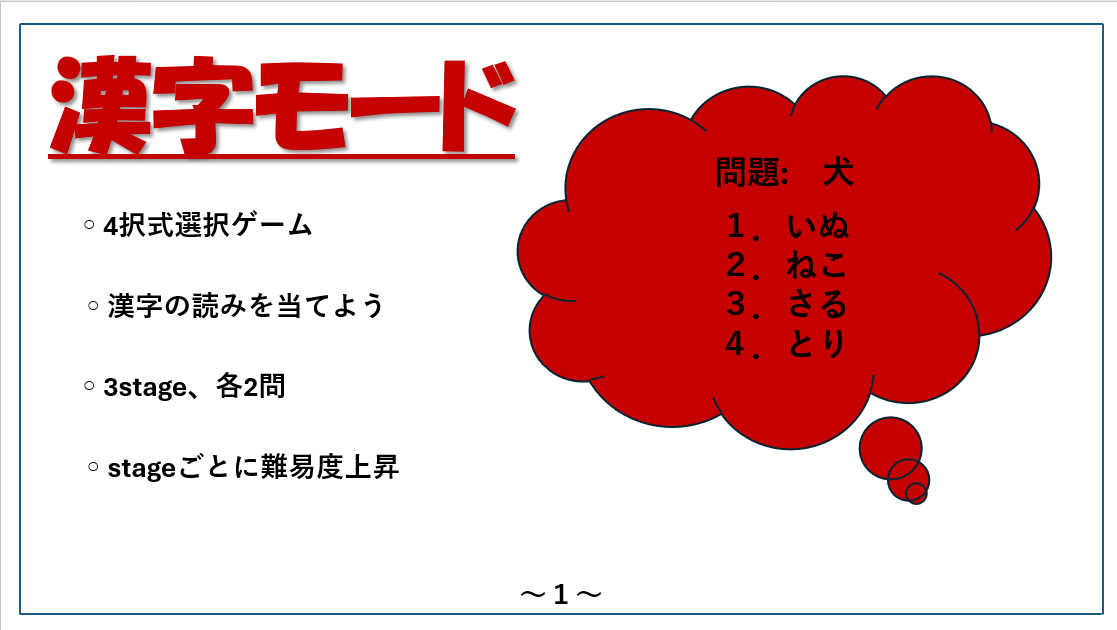 漢字モード
○ 4択式選択ゲーム
○ 漢字の読みを当てよう
○ 3stage、各2問
○ stageごとに難易度上昇
問題:　犬
１．いぬ
２．ねこ
３．さる
４．とり
～１～